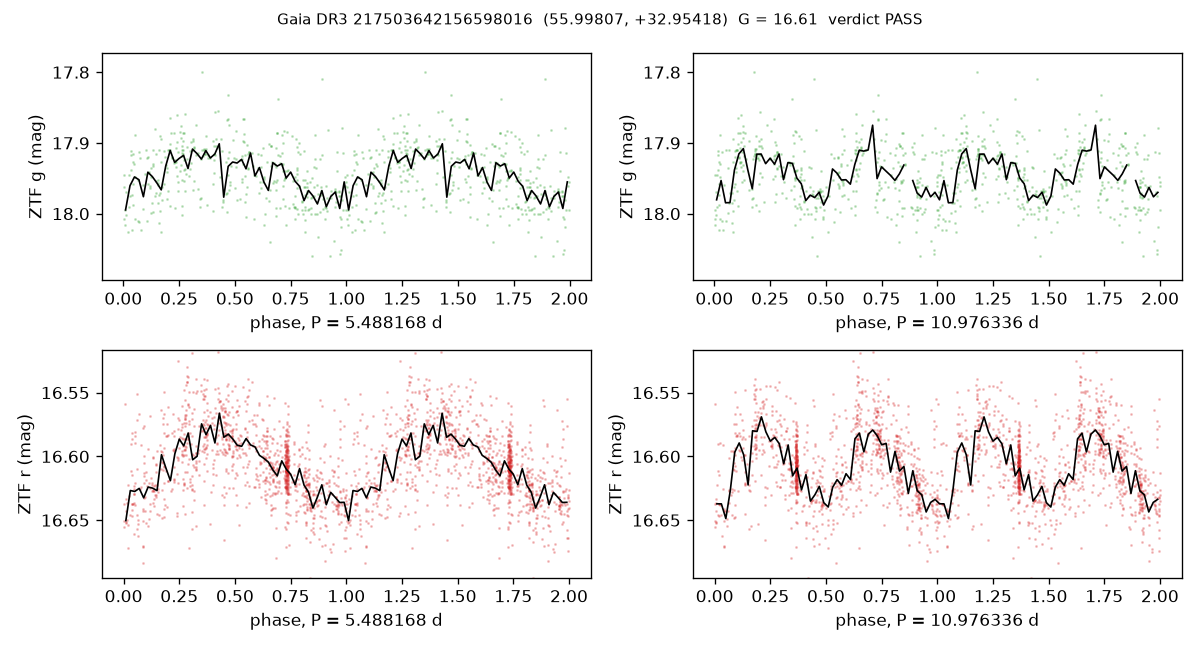 Gaia DR3 217503642156598016 (55.99807, +32.95418) G = 16.61 verdict PASS
ZTF g (mag)
17.8
17.9
18.0
0.00 0.25 0.50 0.75 1.00 1.25 1.50 1.75 2.00
phase, P = 5.488168 d
ZTF g (mag)
17.8
17.9
18.0
0.00 0.25 0.50 0.75 1.00 1.25 1.50 1.75 2.00
phase, P = 10.976336 d
ZTF r (mag)
16.55
16.60
16.65
0.00 0.25 0.50 0.75 1.00 1.25 1.50 1.75 2.00
phase, P = 5.488168 d
ZTF r (mag)
16.55
16.60
16.65
0.00 0.25 0.50 0.75 1.00 1.25 1.50 1.75 2.00
phase, P = 10.976336 d